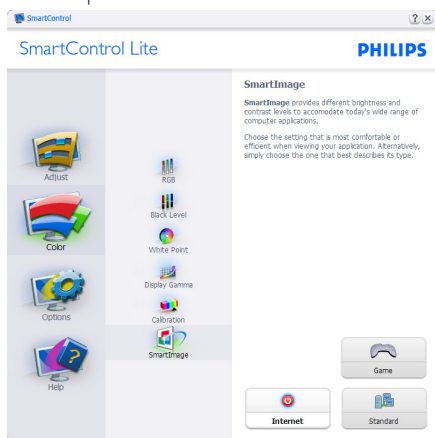 SmartControl
? x
SmartControl Lite
PHILIPS
Adjust
Color
Options
Help
RGB
Black Level
White Point
Display Gamma
Calibration
SmartImage
SmartImage
SmartImage provides different brightness and
contrast levels to accomodate today's wide range of
computer applications.
Choose the setting that is most comfortable or
efficient when viewing your application. Alternatively,
simply choose the one that best describes its type.
Game
Internet
Standard